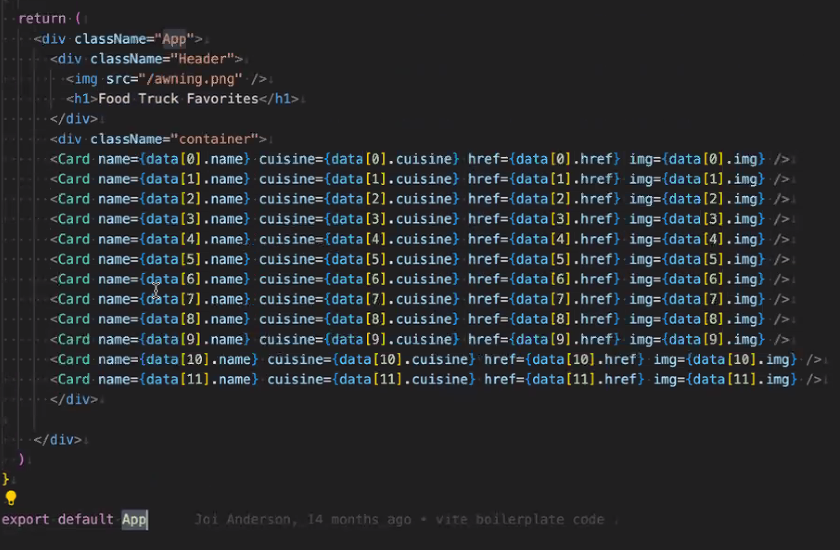 return (
<div className="App">
<div className="Header">
<img src="/awning.png" />
<h1>Food Truck Favorites</h1>
</div>
<div className="container">
<Card name={data[0].name} cuisine={data[0].cuisine} href={data[0].href} img={data[0].img} />
<Card name={data[1].name} cuisine={data[1].cuisine} href={data[1].href} img={data[1].img} />
<Card name={data[2].name} cuisine={data[2].cuisine} href={data[2].href} img={data[2].img} />
<Card name={data[3].name} cuisine={data[3].cuisine} href={data[3].href} img={data[3].img} />
<Card name={data[4].name} cuisine={data[4].cuisine} href={data[4].href} img={data[4].img} />
<Card name={data[5].name} cuisine={data[5].cuisine} href={data[5].href} img={data[5].img} />
<Card name={data[6].name} cuisine={data[6].cuisine} href={data[6].href} img={data[6].img} />
<Card name={data[7].name} cuisine={data[7].cuisine} href={data[7].href} img={data[7].img} />
<Card name={data[8].name} cuisine={data[8].cuisine} href={data[8].href} img={data[8].img} />
<Card name={data[9].name} cuisine={data[9].cuisine} href={data[9].href} img={data[9].img} />
<Card name={data[10].name} cuisine={data[10].cuisine} href={data[10].href} img={data[10].img} />
<Card name={data[11].name} cuisine={data[11].cuisine} href={data[11].href} img={data[11].img} />
</div>
</div>
)
}
export default App Joi Anderson, 14 months ago • vite boilerplate code